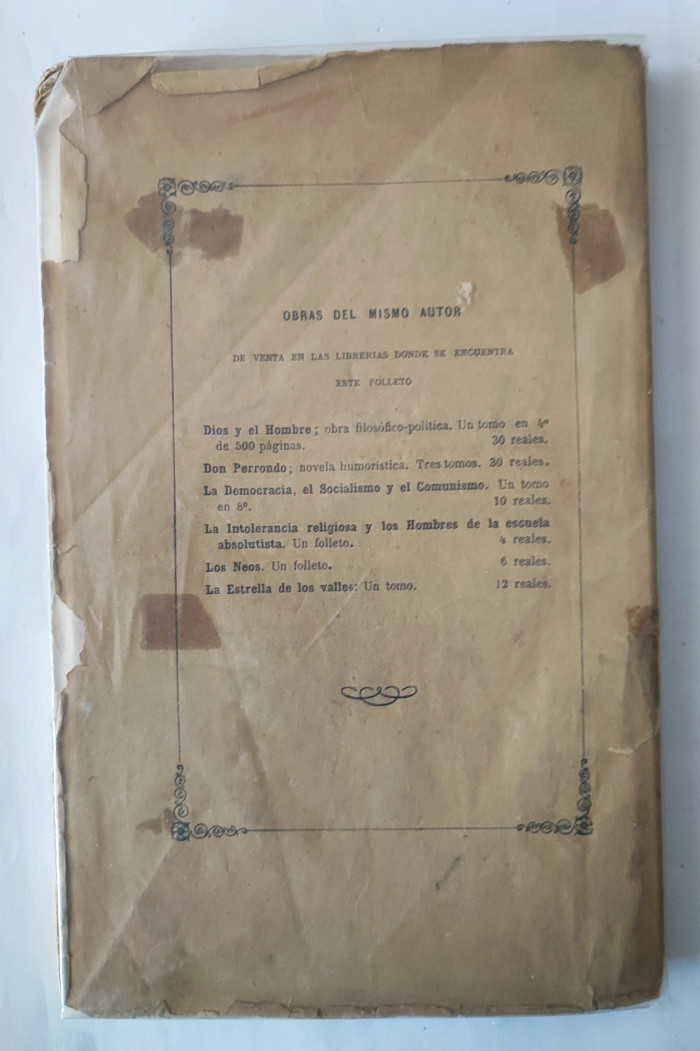 OBRAS DEL MISMO AUTOR
DE VENTA EN LAS LIBRERIAS DONDE SE ENCUENTRA
ESTE FOLLETO
Dios y el Hombre; obra filosófico-política. Un tomo en 4º
de 500 páginas. 30 reales.
Don Perrondo; novela humorística. Tres tomos. 30 reales.
La Democracia, el Socialismo y el Comunismo. Un tomo
en 8º. 10 reales.
La Intolerancia religiosa y los Hombres de la escuela
absolutista. Un folleto. 4 reales.
Los Neos. Un folleto. 6 reales.
La Estrella de los valles: Un tomo. 12 reales.